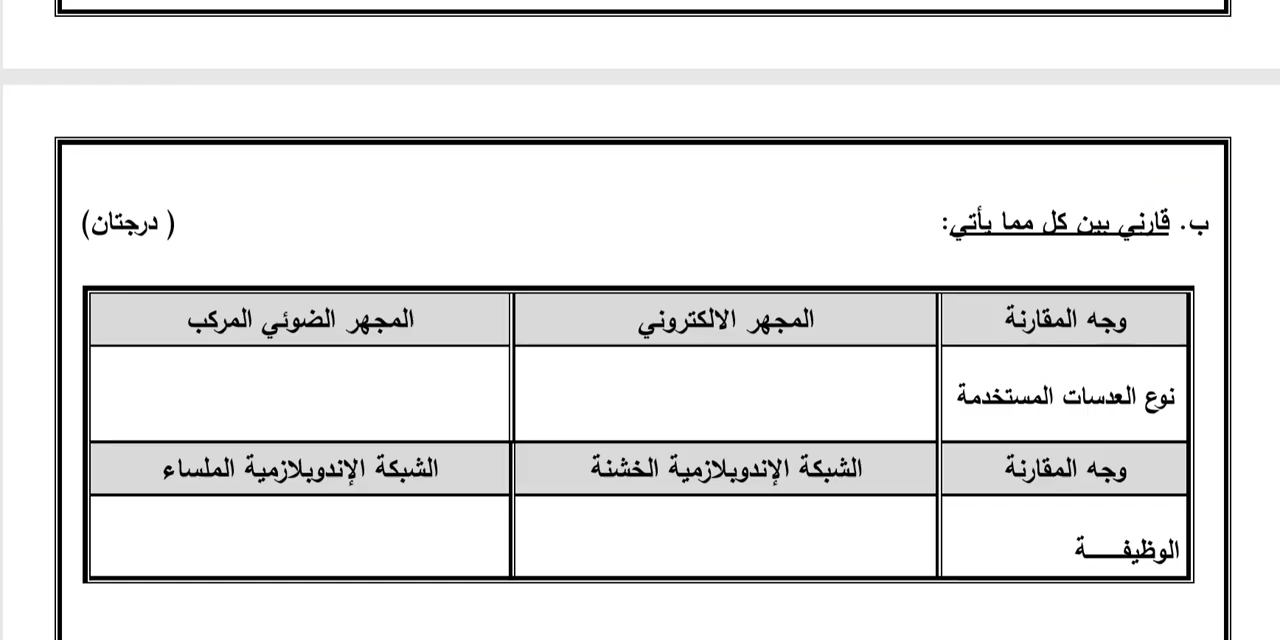 ب. قارني بين كل مما يأتي: ( درجتان)
وجه المقارنة المجهر الالكتروني المجهر الضوئي المركب
نوع العدسات المستخدمة
وجه المقارنة الشبكة الإندوبلازمية الخشنة الشبكة الإندوبلازمية الملساء
الوظيفـــــة